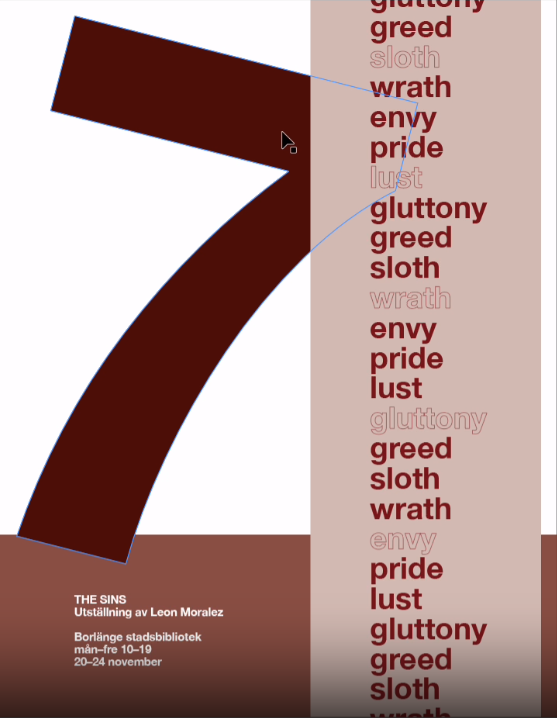 7
gluttony
greed
sloth
wrath
envy
pride
lust
gluttony
greed
sloth
wrath
envy
pride
lust
gluttony
greed
sloth
wrath
envy
pride
lust
gluttony
greed
sloth
wrath
THE SINS
Utställning av Leon Moralez
Borlänge stadsbibliotek
mån–fre 10–19
20–24 november